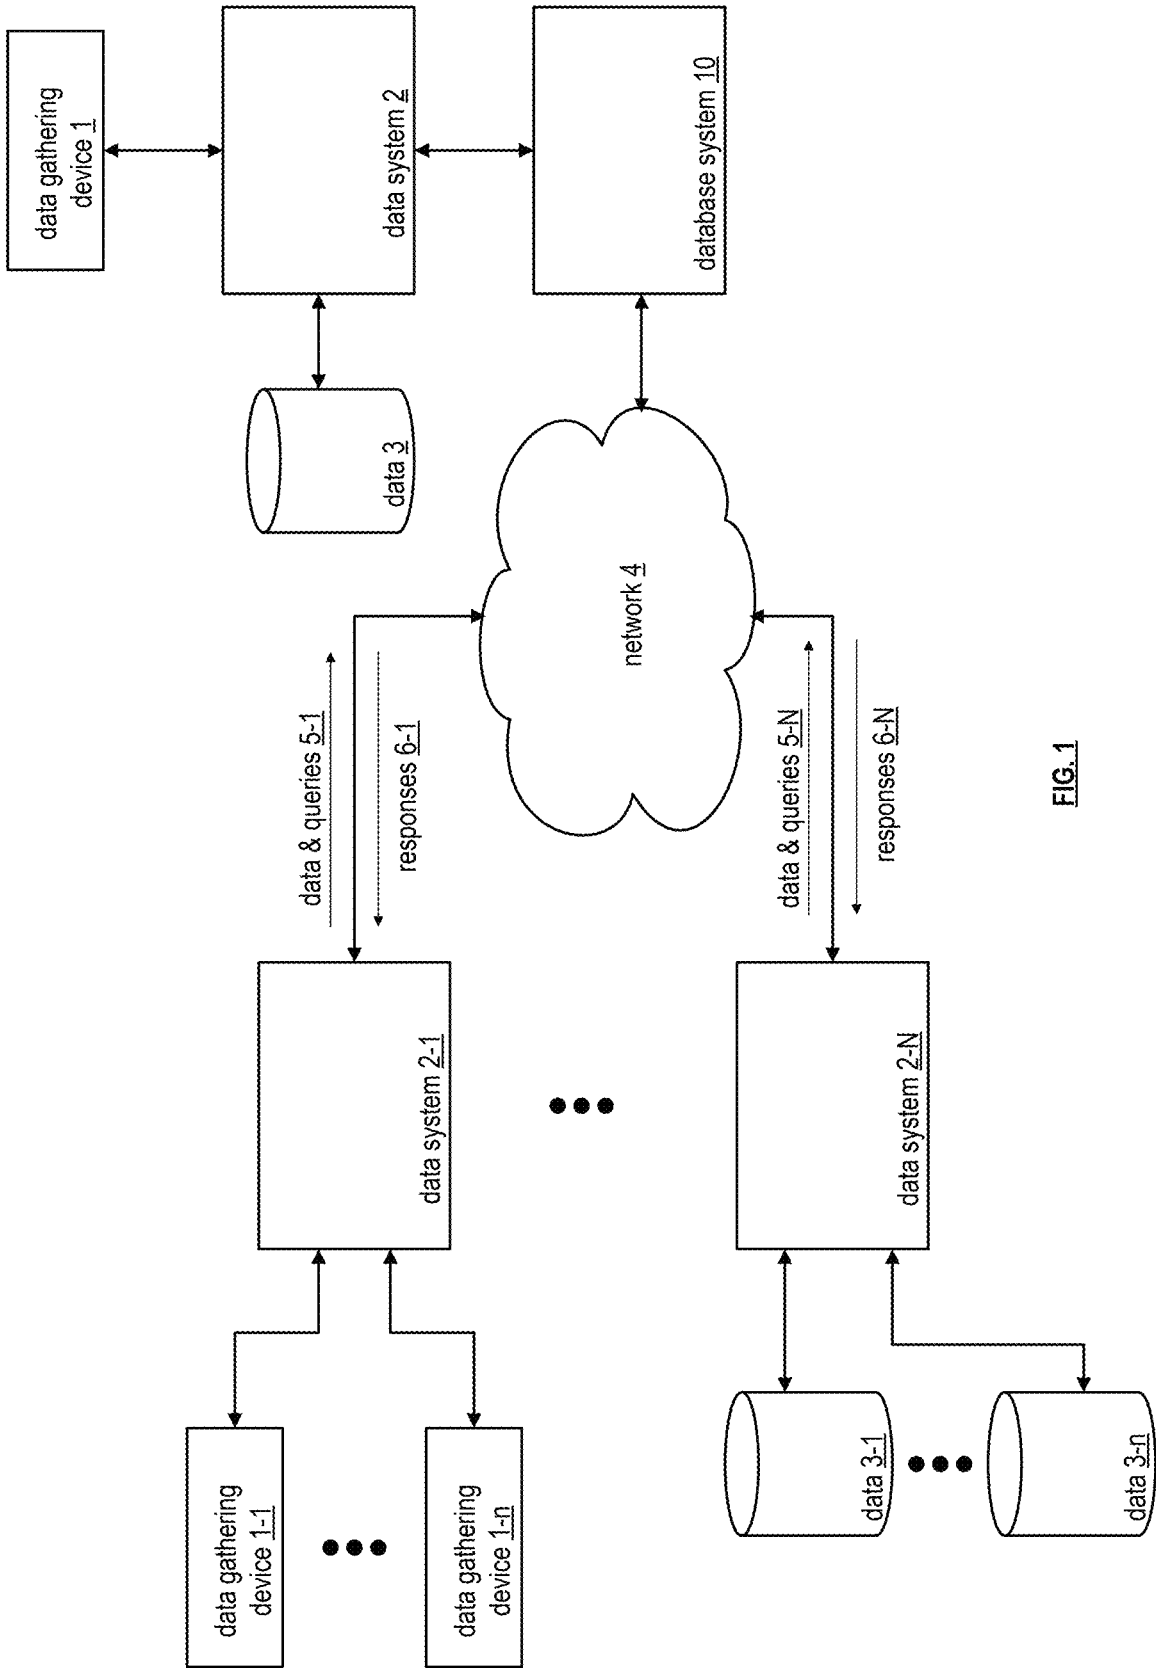 data gathering
device 1-1
data gathering
device 1-n
data system 2-1
data & queries 5-1
responses 6-1
data 3
data gathering
device 1
data system 2
database system 10
network 4
data 3-1
data 3-n
data system 2-N
data & queries 5-N
responses 6-N
FIG. 1